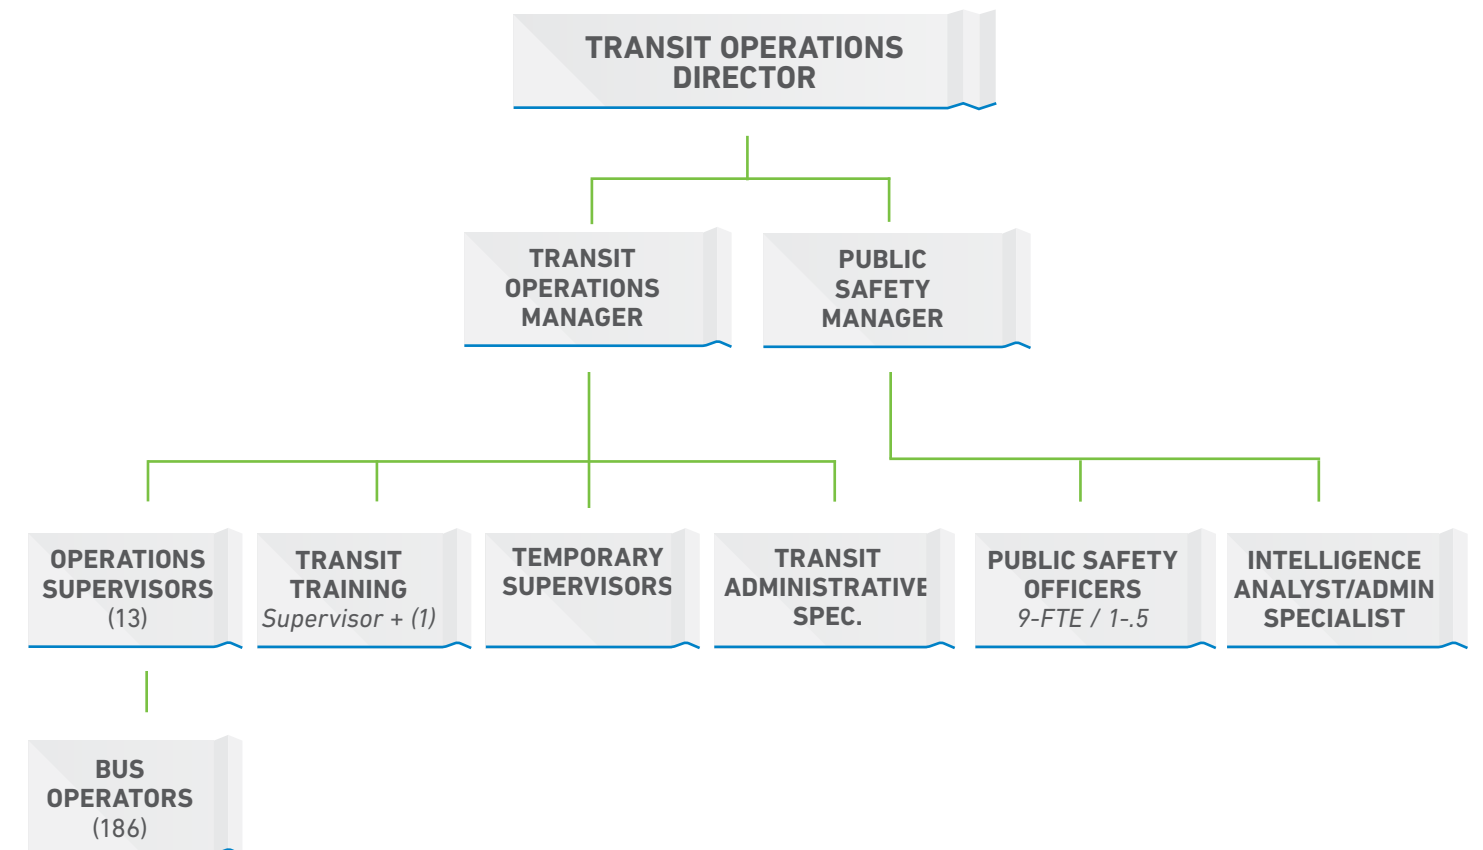 TRANSIT OPERATIONS
DIRECTOR
TRANSIT
OPERATIONS
MANAGER
PUBLIC
SAFETY
MANAGER
OPERATIONS
SUPERVISORS
(13)
TRANSIT
TRAINING
Supervisor + (1)
TEMPORARY
SUPERVISORS
TRANSIT
ADMINISTRATIVE
SPEC.
PUBLIC SAFETY
OFFICERS
9-FTE / 1-.5
INTELLIGENCE
ANALYST/ADMIN
SPECIALIST
BUS
OPERATORS
(186)